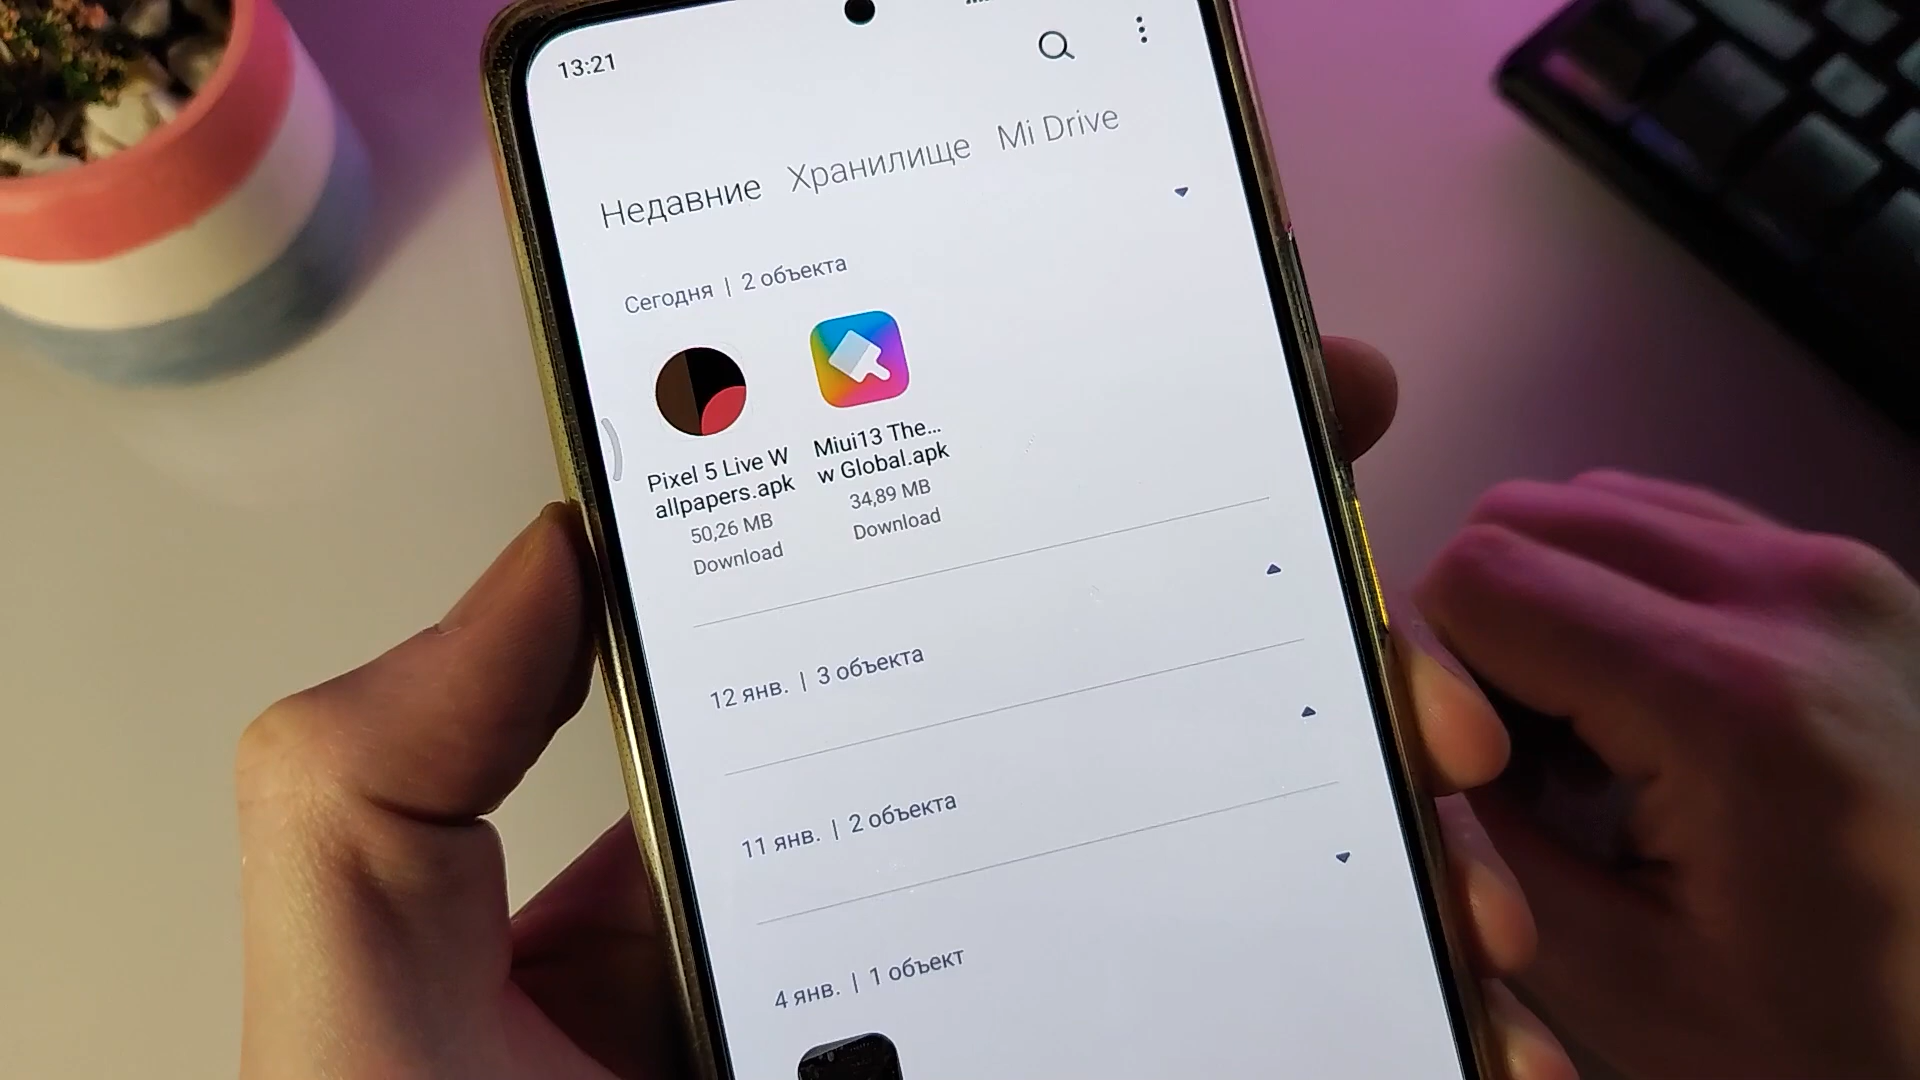 13:21
Недавние Хранилище Mi Drive
Сегодня | 2 объекта
Pixel 5 Live W
allpapers.apk
50,26 MB
Download
Miui13 The...
w Global.apk
34,89 MB
Download
12 янв. | 3 объекта
11 янв. | 2 объекта
4 янв. | 1 объект